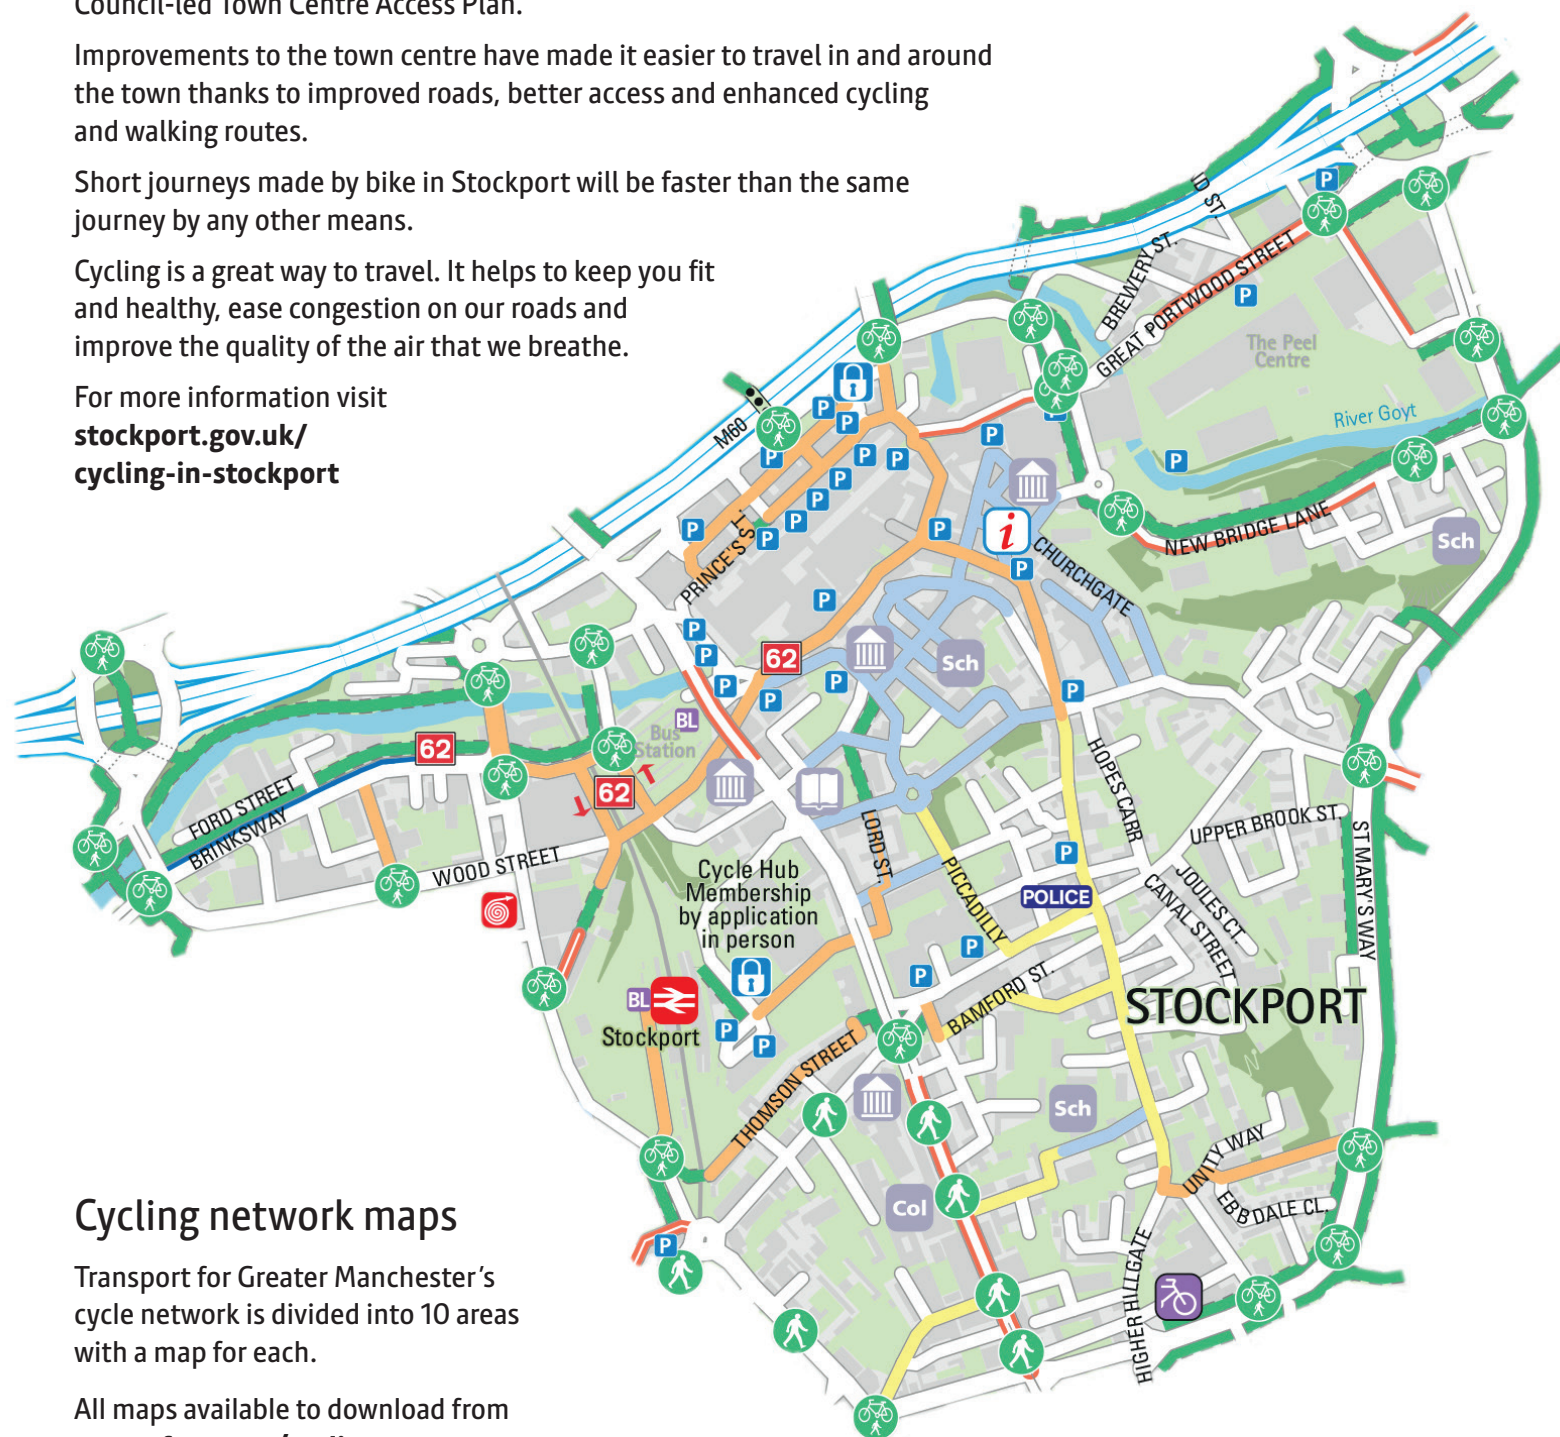 Council-led Town Centre Access Plan.
Improvements to the town centre have made it easier to travel in and around
the town thanks to improved roads, better access and enhanced cycling
and walking routes.
Short journeys made by bike in Stockport will be faster than the same
journey by any other means.
Cycling is a great way to travel. It helps to keep you fit
and healthy, ease congestion on our roads and
improve the quality of the air that we breathe.
For more information visit
stockport.gov.uk/
cycling-in-stockport
ID ST.
P
BREWERY ST.
GREAT PORTWOOD STREET
P
The Peel
Centre
River Goyt
M60
P
P
P
P
P
P
P
P
P
P
P
P
P
P
PRINCE'S ST.
i
P
CHURCHGATE
NEW BRIDGE LANE
Sch
P
P
P
62
Sch
P
P
P
P
BL
Bus
Station
62
62
FORD STREET
BRINKSWAY
WOOD STREET
LORD ST.
PICCADILLY
HOPES CARR
UPPER BROOK ST.
ST MARY'S WAY
JOULES CT.
CANAL STREET
P
POLICE
P
P
Cycle Hub
Membership
by application
in person
BL
Stockport
P
P
BAMFORD ST.
STOCKPORT
THOMSON STREET
Sch
Col
UNITY WAY
EBBDALE CL.
HIGHER HILLGATE
P
Cycling network maps
Transport for Greater Manchester's
cycle network is divided into 10 areas
with a map for each.
All maps available to download from